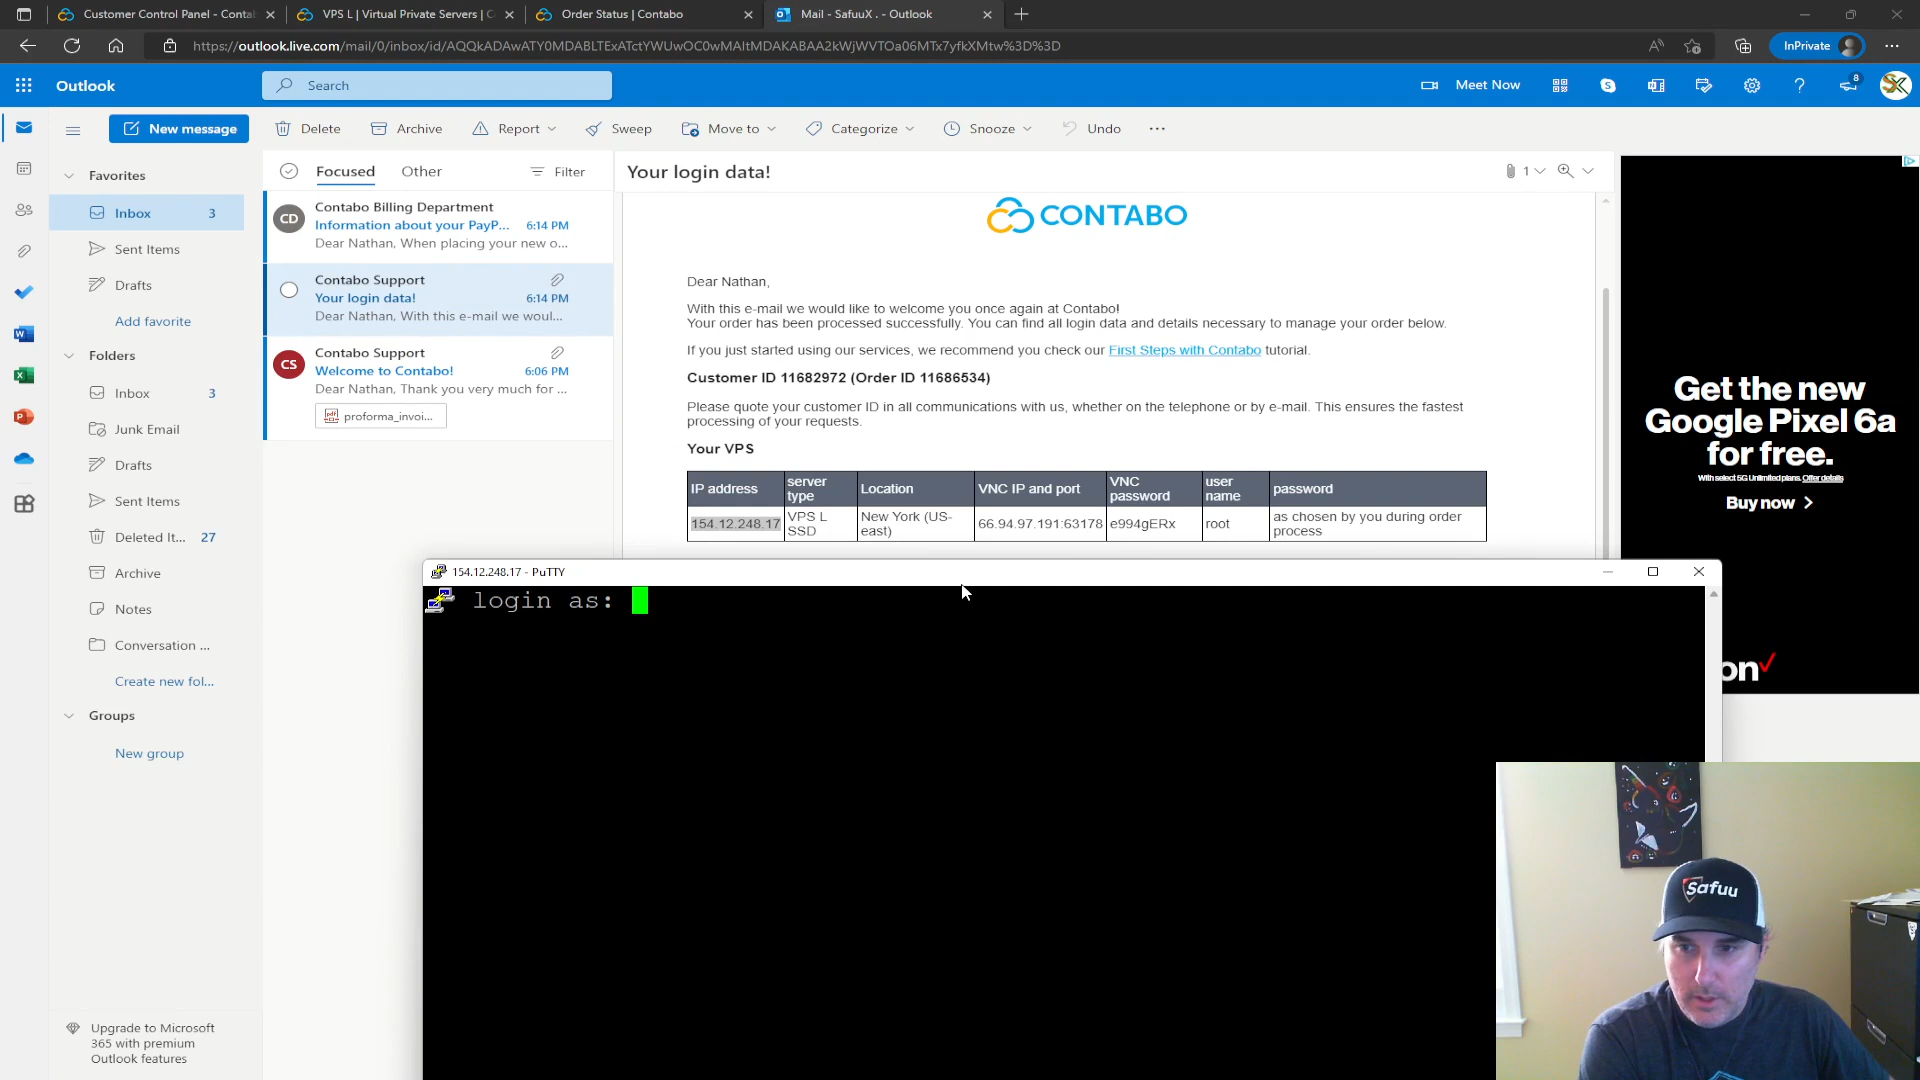 Customer Control Panel - Conta
VPS L | Virtual Private Servers | C
Order Status | Contabo
Mail - SafuuX . - Outlook
https://outlook.live.com/mail/0/inbox/id/AQQkADAwATY0MDABLTExATctYWUwOC0wMAItMDAKABAA2kWjWVTOa06MTx7yfkXMtw%3D%3D
InPrivate
Outlook
Search
Meet Now
8
New message
Delete
Archive
Report
Sweep
Move to
Categorize
Snooze
Undo
Favorites
Inbox 3
Sent Items
Drafts
Add favorite
Folders
Inbox 3
Junk Email
Drafts
Sent Items
Deleted It... 27
Archive
Notes
Conversation ...
Create new fol...
Groups
New group
Upgrade to Microsoft
365 with premium
Outlook features
Focused Other Filter
CD
Contabo Billing Department
Information about your PayP... 6:14 PM
Dear Nathan, When placing your new o...
Contabo Support
Your login data! 6:14 PM
Dear Nathan, With this e-mail we woul...
CS
Contabo Support
Welcome to Contabo! 6:06 PM
Dear Nathan, Thank you very much for ...
proforma_invoi...
Your login data!
1
CONTABO
Dear Nathan,
With this e-mail we would like to welcome you once again at Contabo!
Your order has been processed successfully. You can find all login data and details necessary to manage your order below.
If you just started using our services, we recommend you check our First Steps with Contabo tutorial.
Customer ID 11682972 (Order ID 11686534)
Please quote your customer ID in all communications with us, whether on the telephone or by e-mail. This ensures the fastest
processing of your requests.
Your VPS
IP address | server type | Location | VNC IP and port | VNC password | user name | password
154.12.248.17 | VPS L SSD | New York (US-east) | 66.94.97.191:63178 | e994gERx | root | as chosen by you during order process
154.12.248.17 - PuTTY
login as:
Get the new
Google Pixel 6a
for free.
With select 5G Unlimited plans. Offer details
Buy now >
on
Safuu